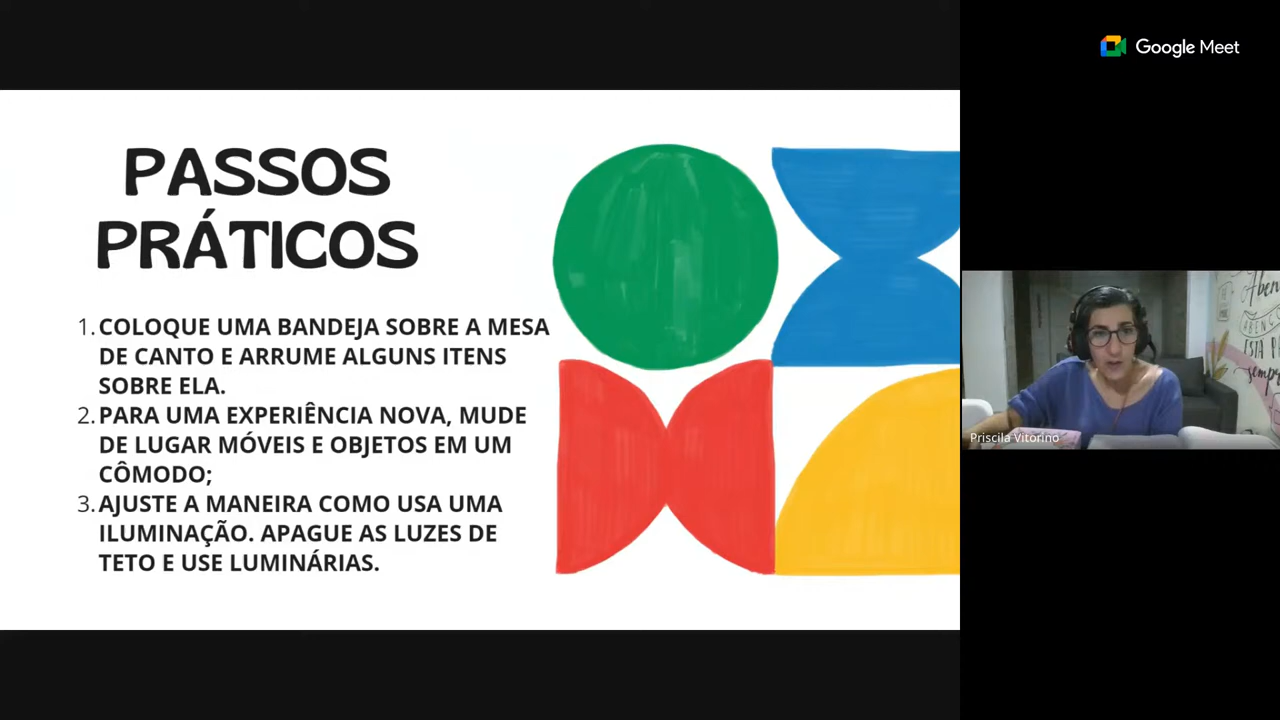 Google Meet
PASSOS
PRÁTICOS
1. COLOQUE UMA BANDEJA SOBRE A MESA
DE CANTO E ARRUME ALGUNS ITENS
SOBRE ELA.
2. PARA UMA EXPERIÊNCIA NOVA, MUDE
DE LUGAR MÓVEIS E OBJETOS EM UM
CÔMODO;
3. AJUSTE A MANEIRA COMO USA UMA
ILUMINAÇÃO. APAGUE AS LUZES DE
TETO E USE LUMINÁRIAS.
Priscila Vitorino